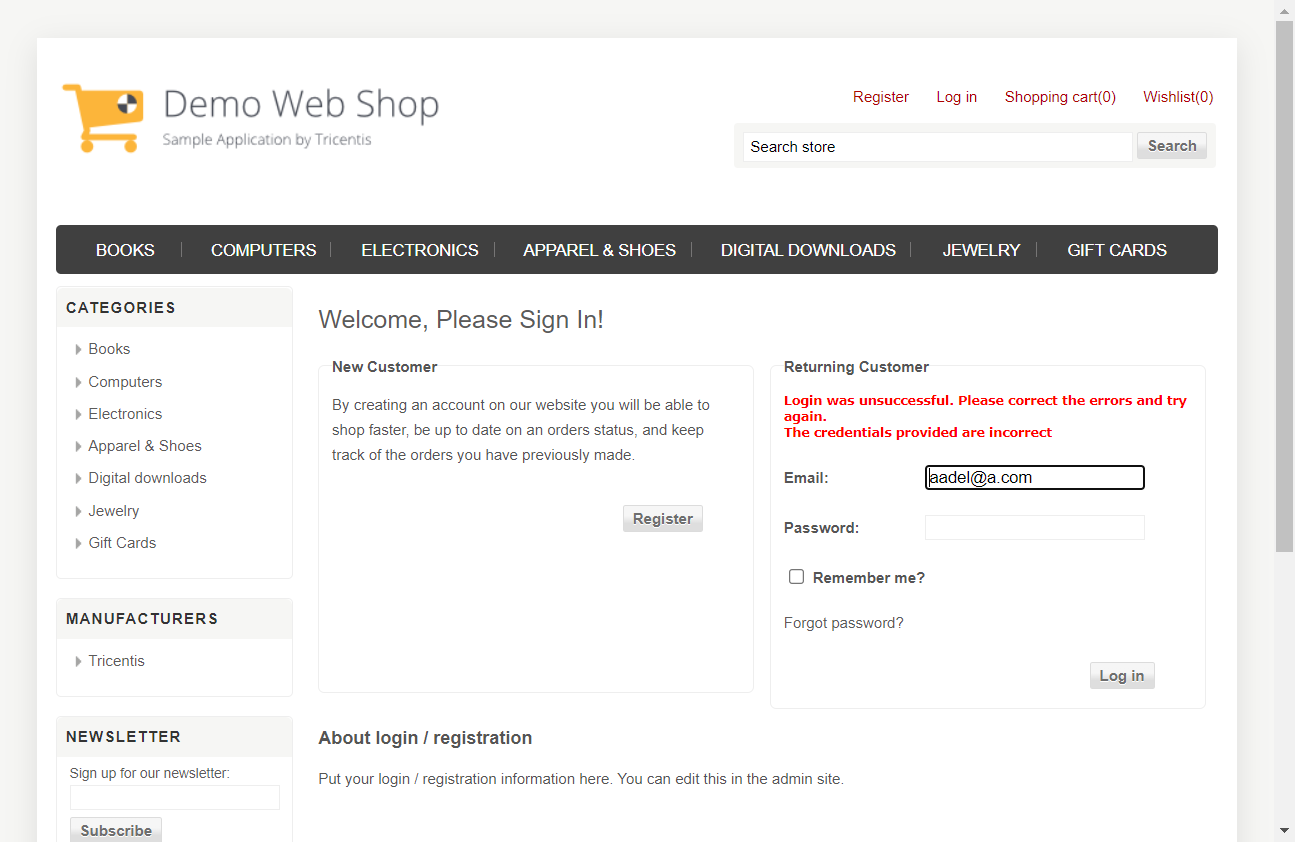 Demo Web Shop
Sample Application by Tricentis
Register Log in Shopping cart(0) Wishlist(0)
Search store Search
BOOKS COMPUTERS ELECTRONICS APPAREL & SHOES DIGITAL DOWNLOADS JEWELRY GIFT CARDS
CATEGORIES
Books
Computers
Electronics
Apparel & Shoes
Digital downloads
Jewelry
Gift Cards
MANUFACTURERS
Tricentis
NEWSLETTER
Sign up for our newsletter:
Subscribe
Welcome, Please Sign In!
New Customer
By creating an account on our website you will be able to
shop faster, be up to date on an orders status, and keep
track of the orders you have previously made.
Register
Returning Customer
Login was unsuccessful. Please correct the errors and try
again.
The credentials provided are incorrect
Email: aadel@a.com
Password:
Remember me?
Forgot password?
Log in
About login / registration
Put your login / registration information here. You can edit this in the admin site.